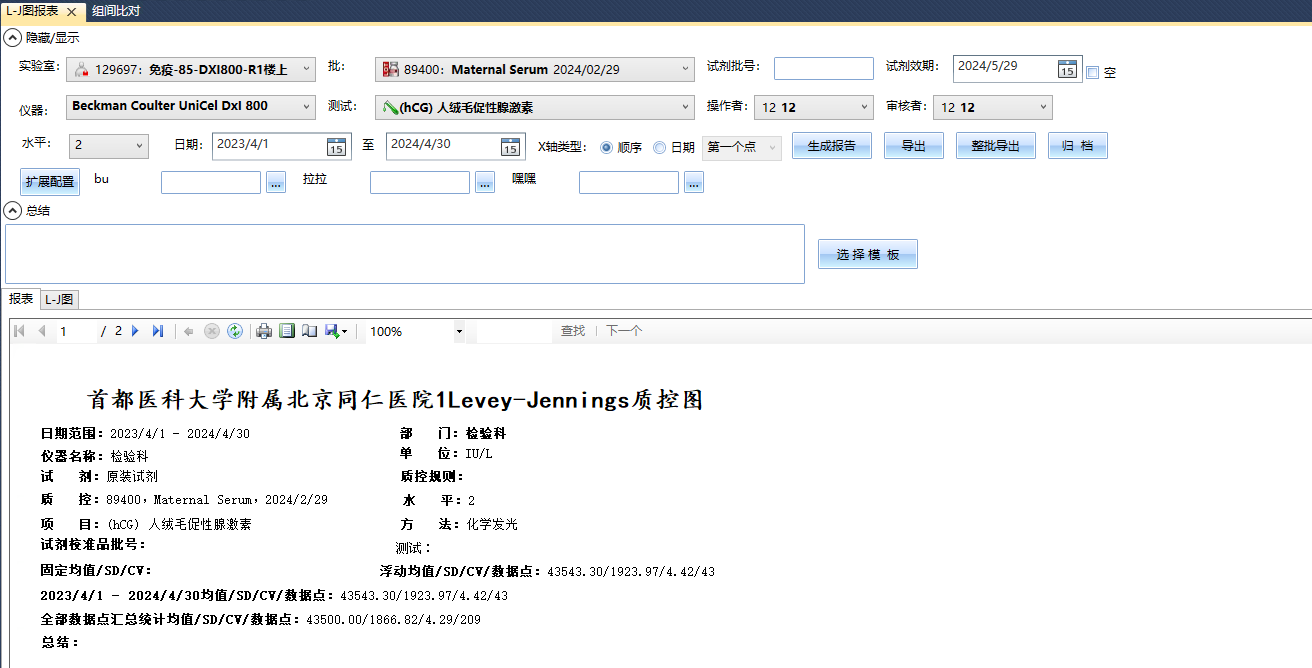 L-J图报表 组间比对
隐藏/显示
实验室: 129697: 免疫-85-DXI800-R1楼上 批: 89400: Maternal Serum 2024/02/29 试剂批号: 试剂效期: 2024/5/29 15 空
仪器: Beckman Coulter UniCel DxI 800 测试: (hCG) 人绒毛促性腺激素 操作者: 12 12 审核者: 12 12
水平: 2 日期: 2023/4/1 15 至 2024/4/30 15 X轴类型: 顺序 日期 第一个点 生成报告 导出 整批导出 归 档
扩展配置 bu ... 拉拉 ... 嘿嘿 ...
总结
选 择 模 板
报表 L-J图
1 / 2 100% 查找 下一个
首都医科大学附属北京同仁医院1Levey-Jennings质控图
日期范围: 2023/4/1 - 2024/4/30 部 门: 检验科
仪器名称: 检验科 单 位: IU/L
试 剂: 原装试剂 质控规则:
质 控: 89400, Maternal Serum, 2024/2/29 水 平: 2
项 目: (hCG) 人绒毛促性腺激素 方 法: 化学发光
试剂校准品批号: 测试:
固定均值/SD/CV: 浮动均值/SD/CV/数据点: 43543.30/1923.97/4.42/43
2023/4/1 - 2024/4/30均值/SD/CV/数据点: 43543.30/1923.97/4.42/43
全部数据点汇总统计均值/SD/CV/数据点: 43500.00/1866.82/4.29/209
总结: